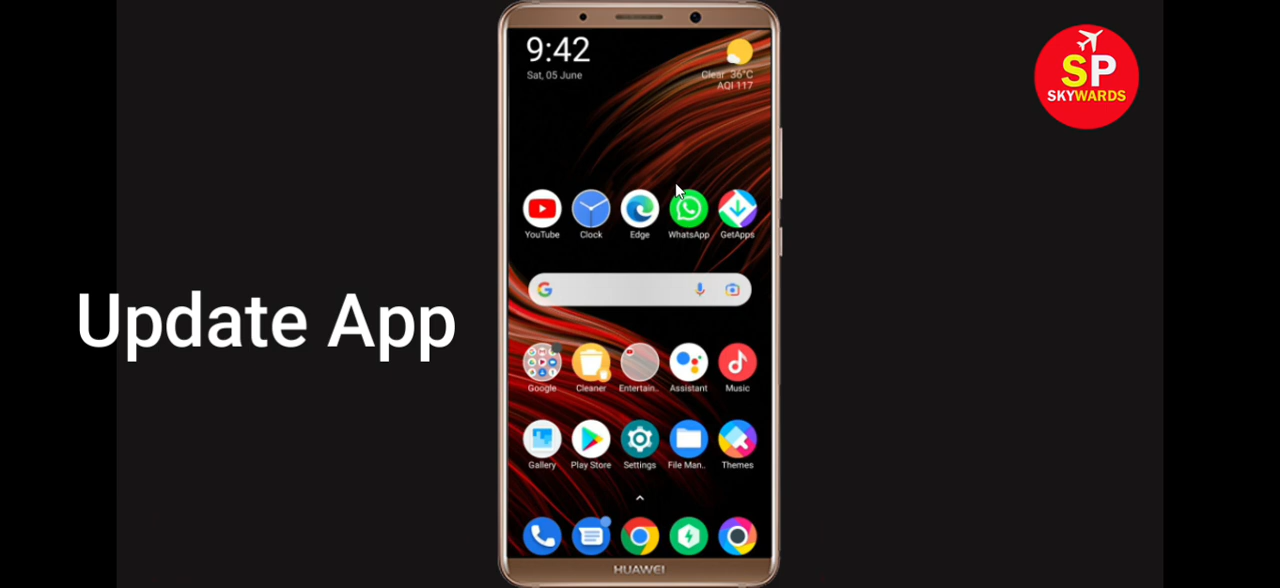 9:42
Sat, 05 June
Clear 36°C
AQI 117
SP
SKYWARDS
YouTube
Clock
Edge
WhatsApp
GetApps
Update App
Google
Cleaner
Entertain..
Assistant
Music
Gallery
Play Store
Settings
File Man..
Themes
HUAWEI